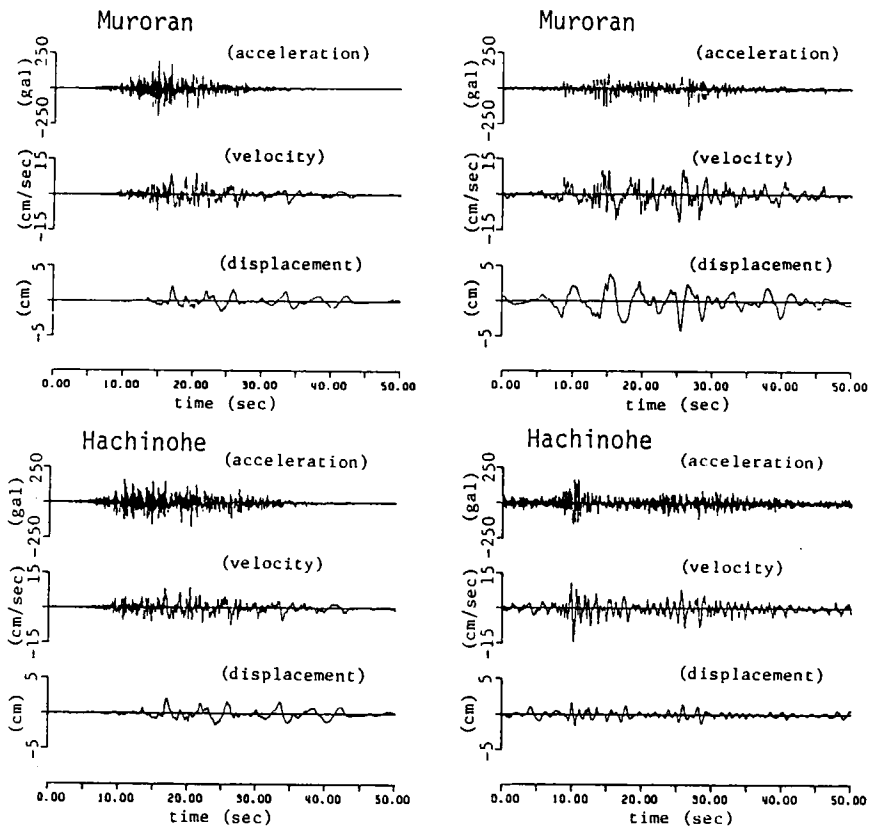 Muroran
(acceleration)
(gal)
250
-250
(velocity)
(cm/sec)
15
-15
(displacement)
(cm)
5
-5
0.00 10.00 20.00 30.00 40.00 50.00
time (sec)
Muroran
(acceleration)
(gal)
250
-250
(velocity)
(cm/sec)
15
-15
(displacement)
(cm)
5
-5
0.00 10.00 20.00 30.00 40.00 50.00
time (sec)
Hachinohe
(acceleration)
(gal)
250
-250
(velocity)
(cm/sec)
15
-15
(displacement)
(cm)
5
-5
0.00 10.00 20.00 30.00 40.00 50.00
time (sec)
Hachinohe
(acceleration)
(gal)
250
-250
(velocity)
(cm/sec)
15
-15
(displacement)
(cm)
5
-5
0.00 10.00 20.00 30.00 40.00 50.00
time (sec)